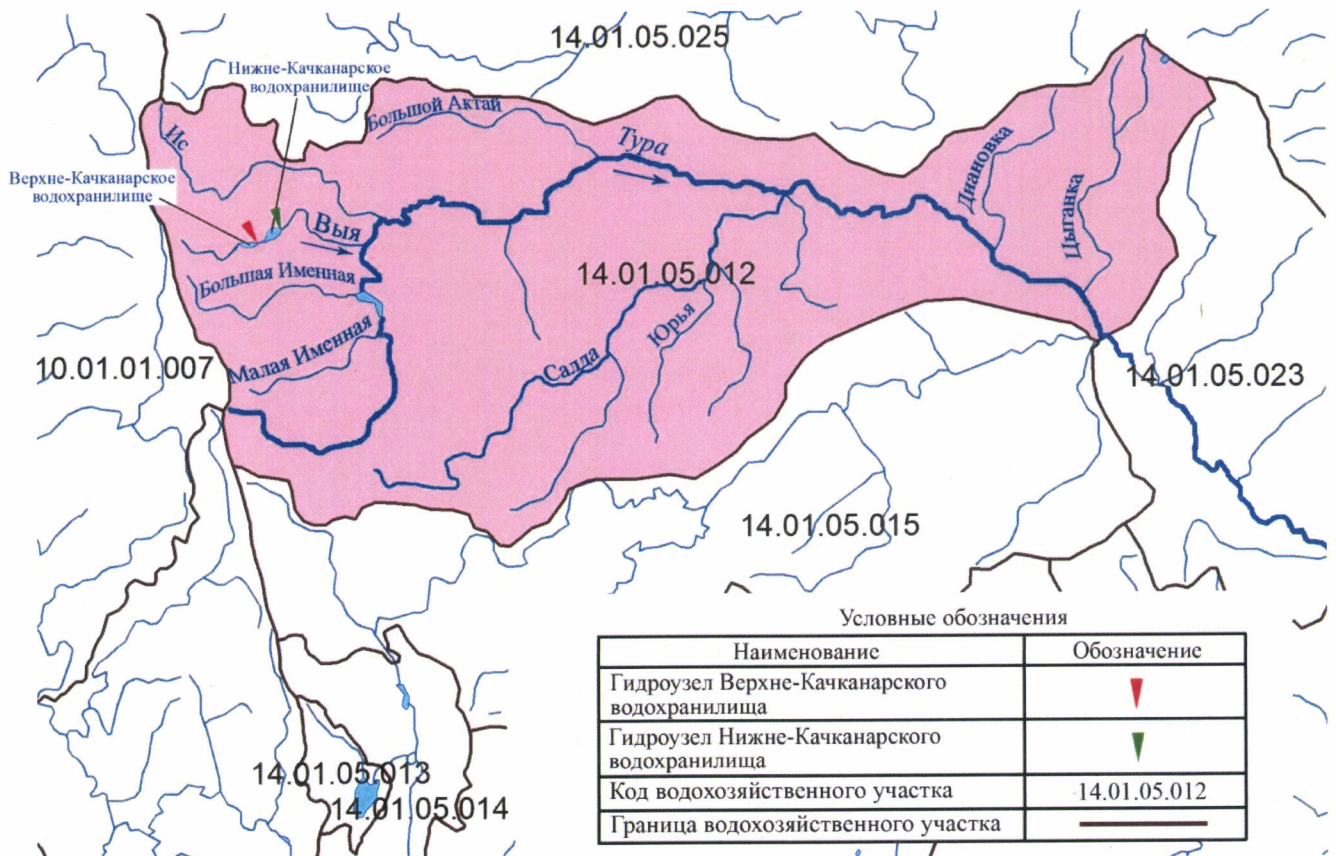 14.01.05.025
Нижне-Качканарское
водохранилище
Большой Актай
Ис
Тура
Диановка
Верхне-Качканарское
водохранилище
Цыганка
Выя
Большая Именная
14.01.05.012
Юрья
Малая Именная
Салда
10.01.01.007
14.01.05.023
14.01.05.015
Условные обозначения
Наименование Обозначение
Гидроузел Верхне-Качканарского
водохранилища
Гидроузел Нижне-Качканарского
водохранилища
Код водохозяйственного участка 14.01.05.012
Граница водохозяйственного участка
14.01.05.013
14.01.05.014